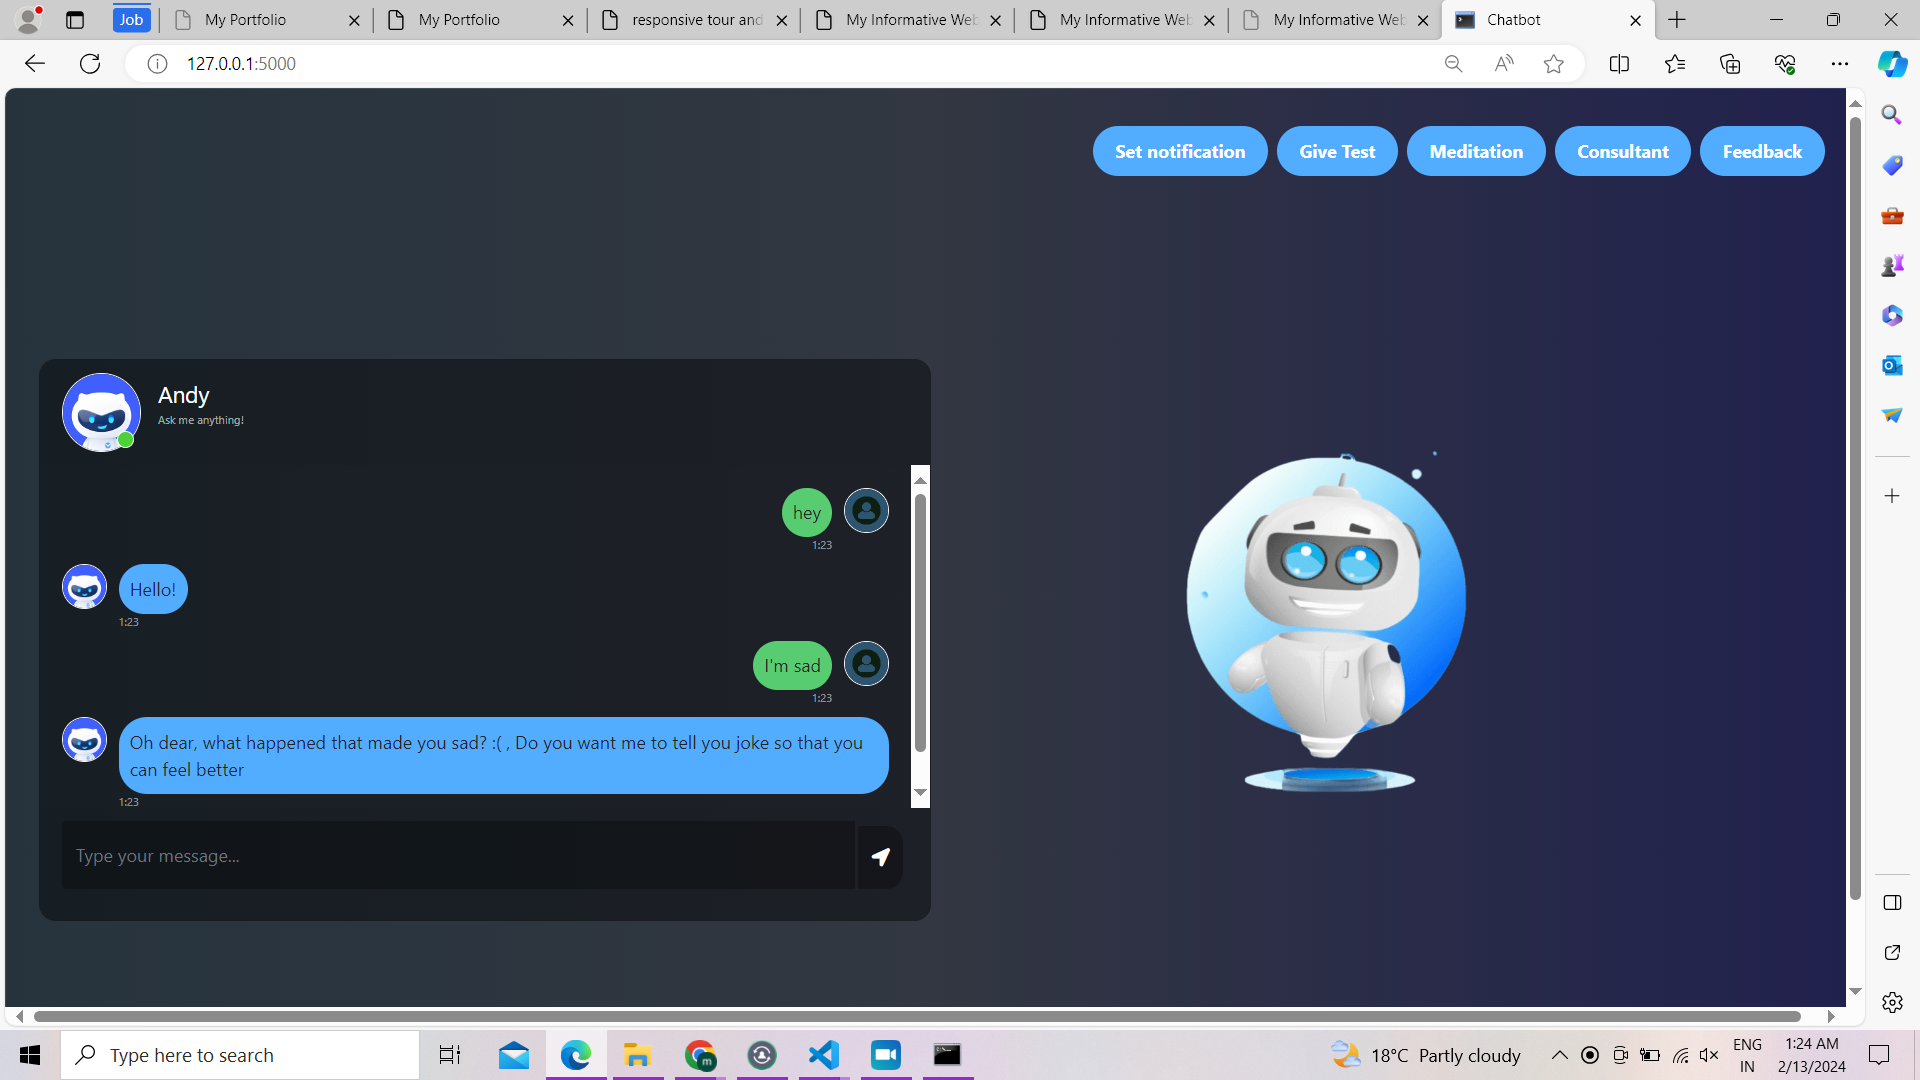 Job
My Portfolio
My Portfolio
responsive tour and
My Informative Web
My Informative Web
My Informative Web
Chatbot
127.0.0.1:5000
Set notification
Give Test
Meditation
Consultant
Feedback
Andy
Ask me anything!
hey
1:23
Hello!
1:23
I'm sad
1:23
Oh dear, what happened that made you sad? :( , Do you want me to tell you joke so that you
can feel better
1:23
Type your message...
Type here to search
18°C Partly cloudy
ENG
IN
1:24 AM
2/13/2024